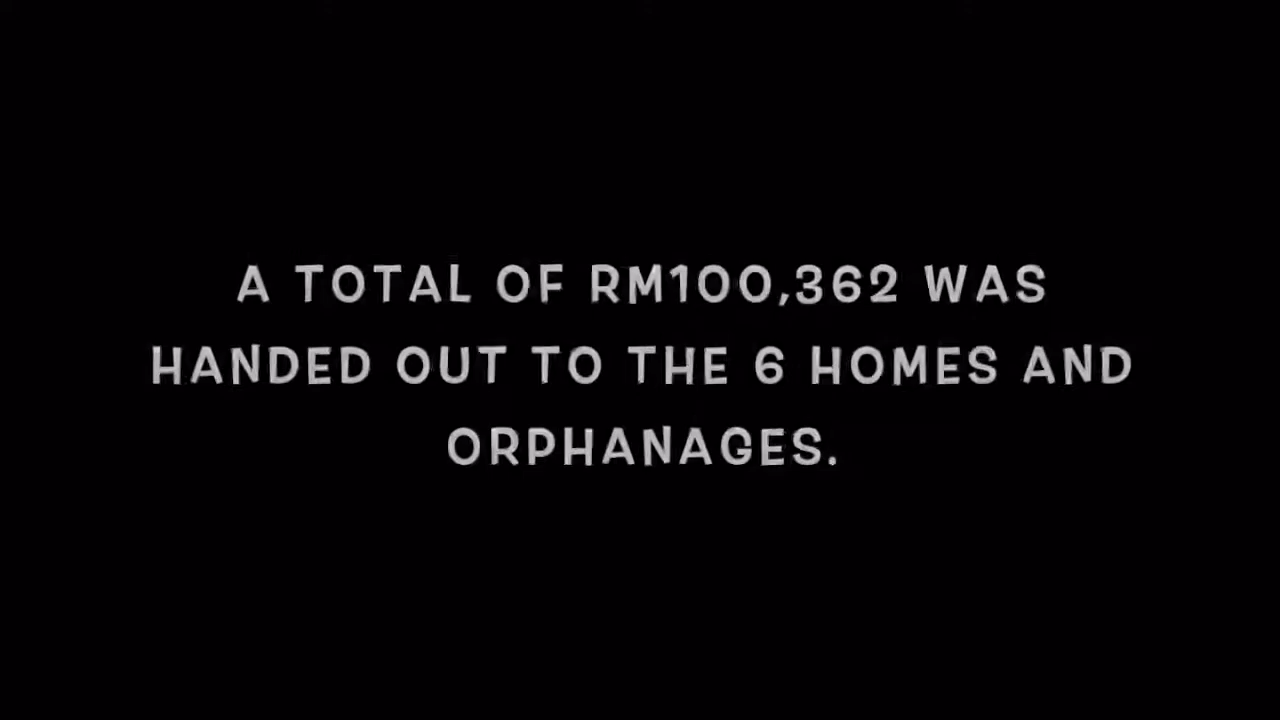 A TOTAL OF RM100,362 WAS
HANDED OUT TO THE 6 HOMES AND
ORPHANAGES.